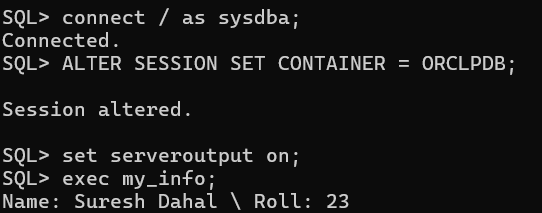 SQL> connect / as sysdba;
Connected.
SQL> ALTER SESSION SET CONTAINER = ORCLPDB;
Session altered.
SQL> set serveroutput on;
SQL> exec my_info;
Name: Suresh Dahal \ Roll: 23